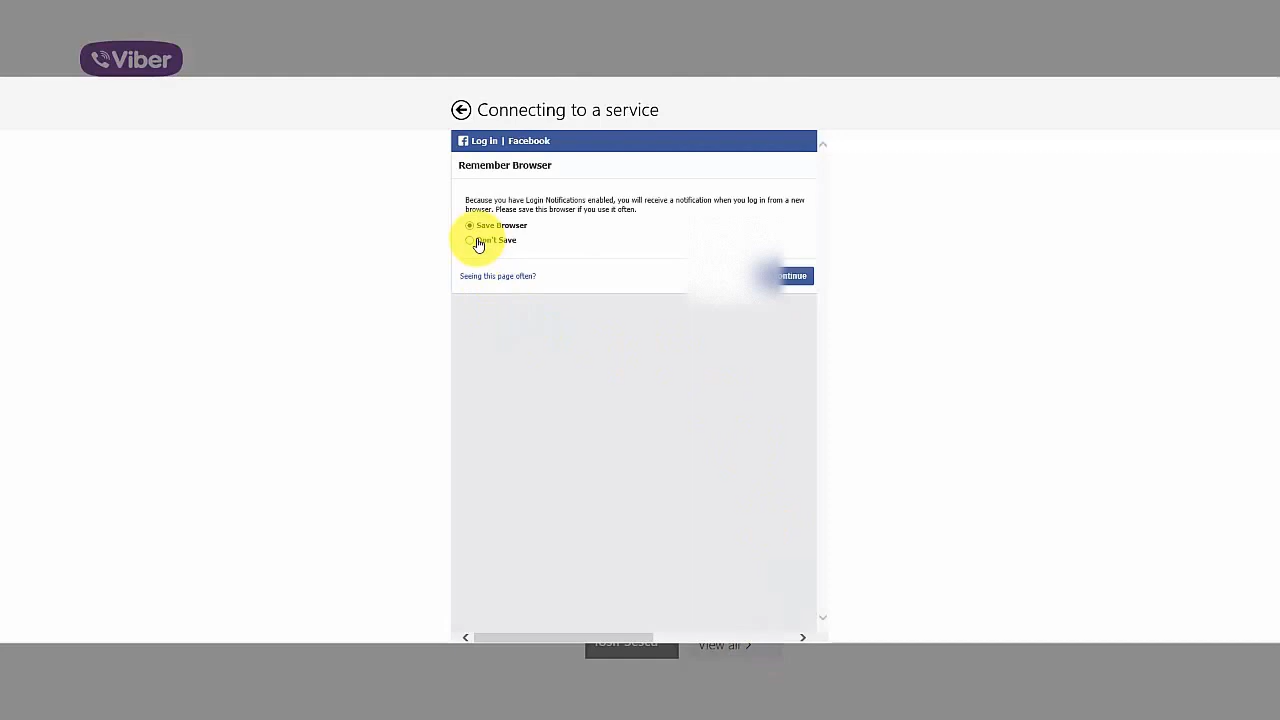 Viber
Connecting to a service
Log in | Facebook
Remember Browser
Because you have Login Notifications enabled, you will receive a notification when you log in from a new
browser. Please save this browser if you use it often.
Save Browser
Don't Save
Seeing this page often?
View all